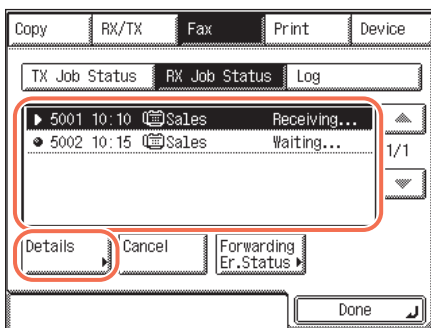 Copy RX/TX Fax Print Device
TX Job Status RX Job Status Log
5001 10:10 Sales Receiving...
5002 10:15 Sales Waiting...
1/1
Details Cancel Forwarding
Er.Status
Done